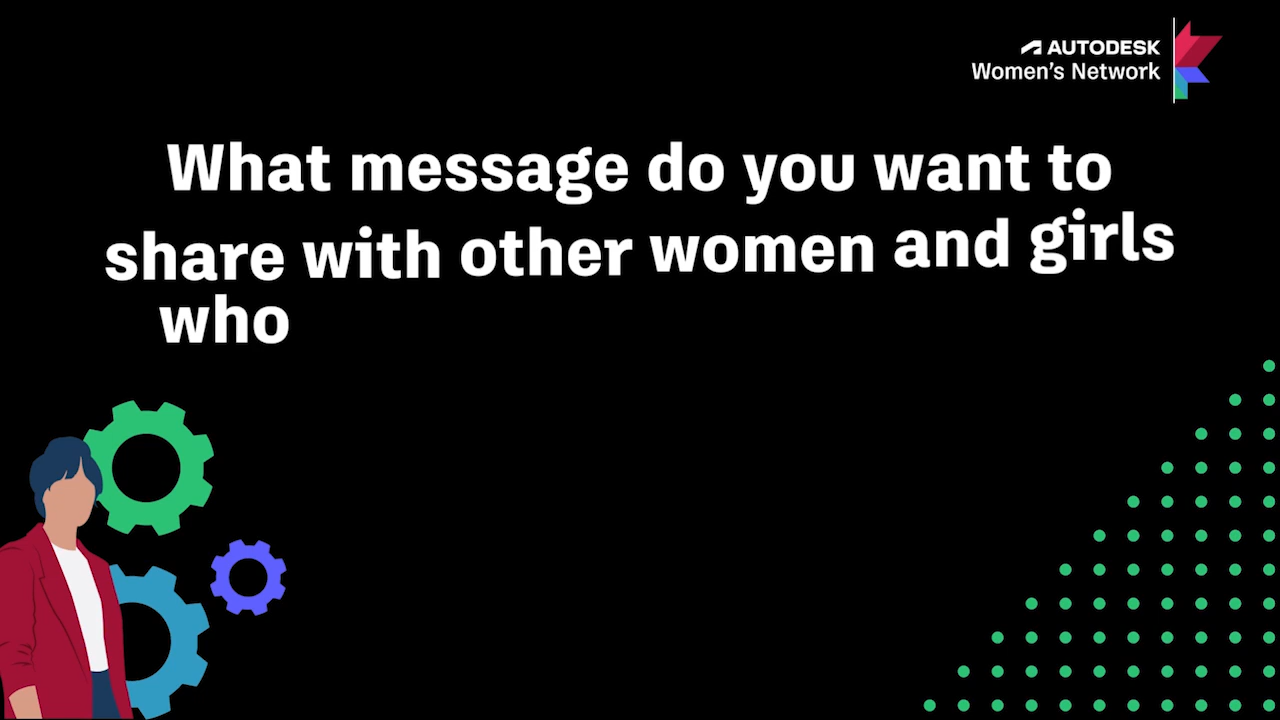 AUTODESK
Women's Network
What message do you want to
share with other women and girls
who